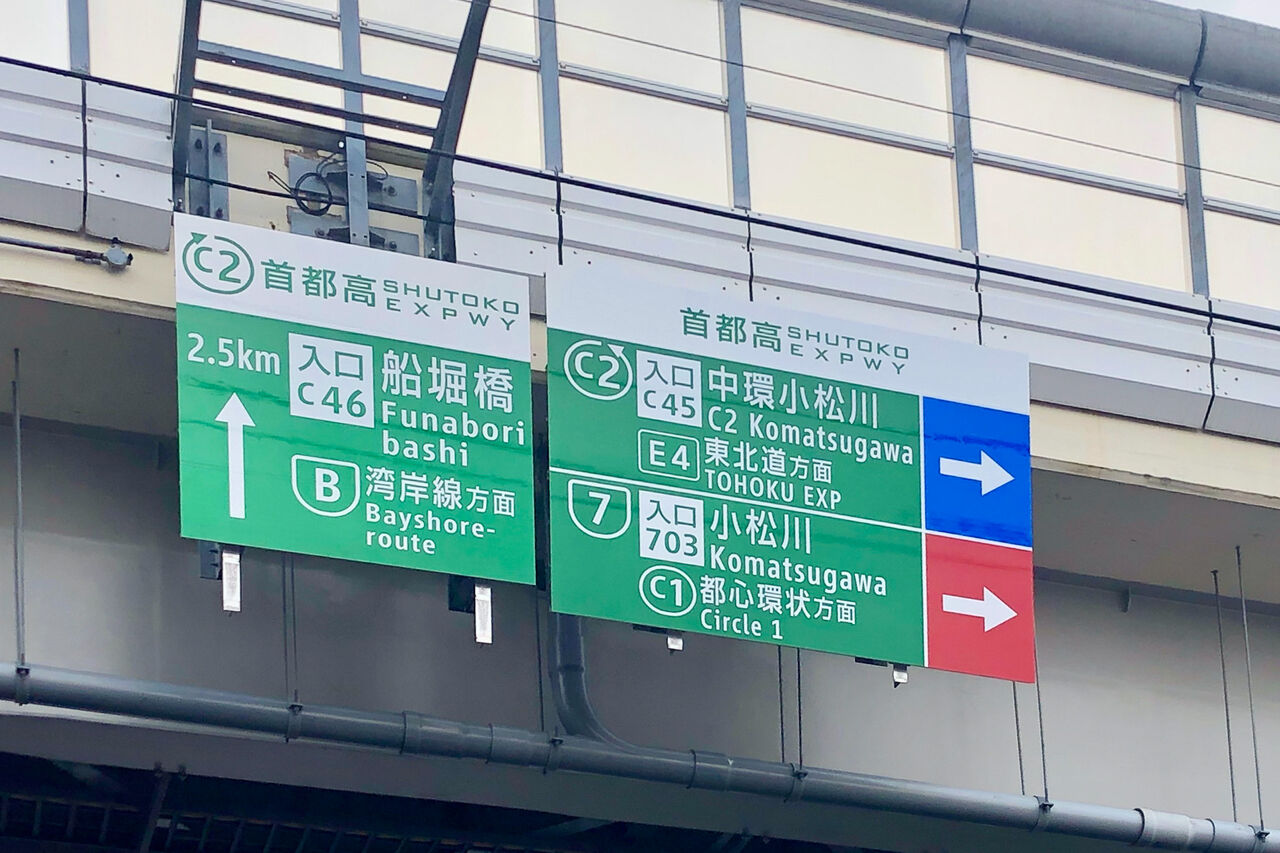 C2 首都高 SHUTOKO EXPWY
2.5km 入口 C46 船堀橋
Funabori
bashi
B 湾岸線方面
Bayshore-
route
首都高 SHUTOKO EXPWY
C2 入口 C45 中環小松川
C2 Komatsugawa
E4 東北道方面
TOHOKU EXP
7 入口 703 小松川
Komatsugawa
C1 都心環状方面
Circle 1